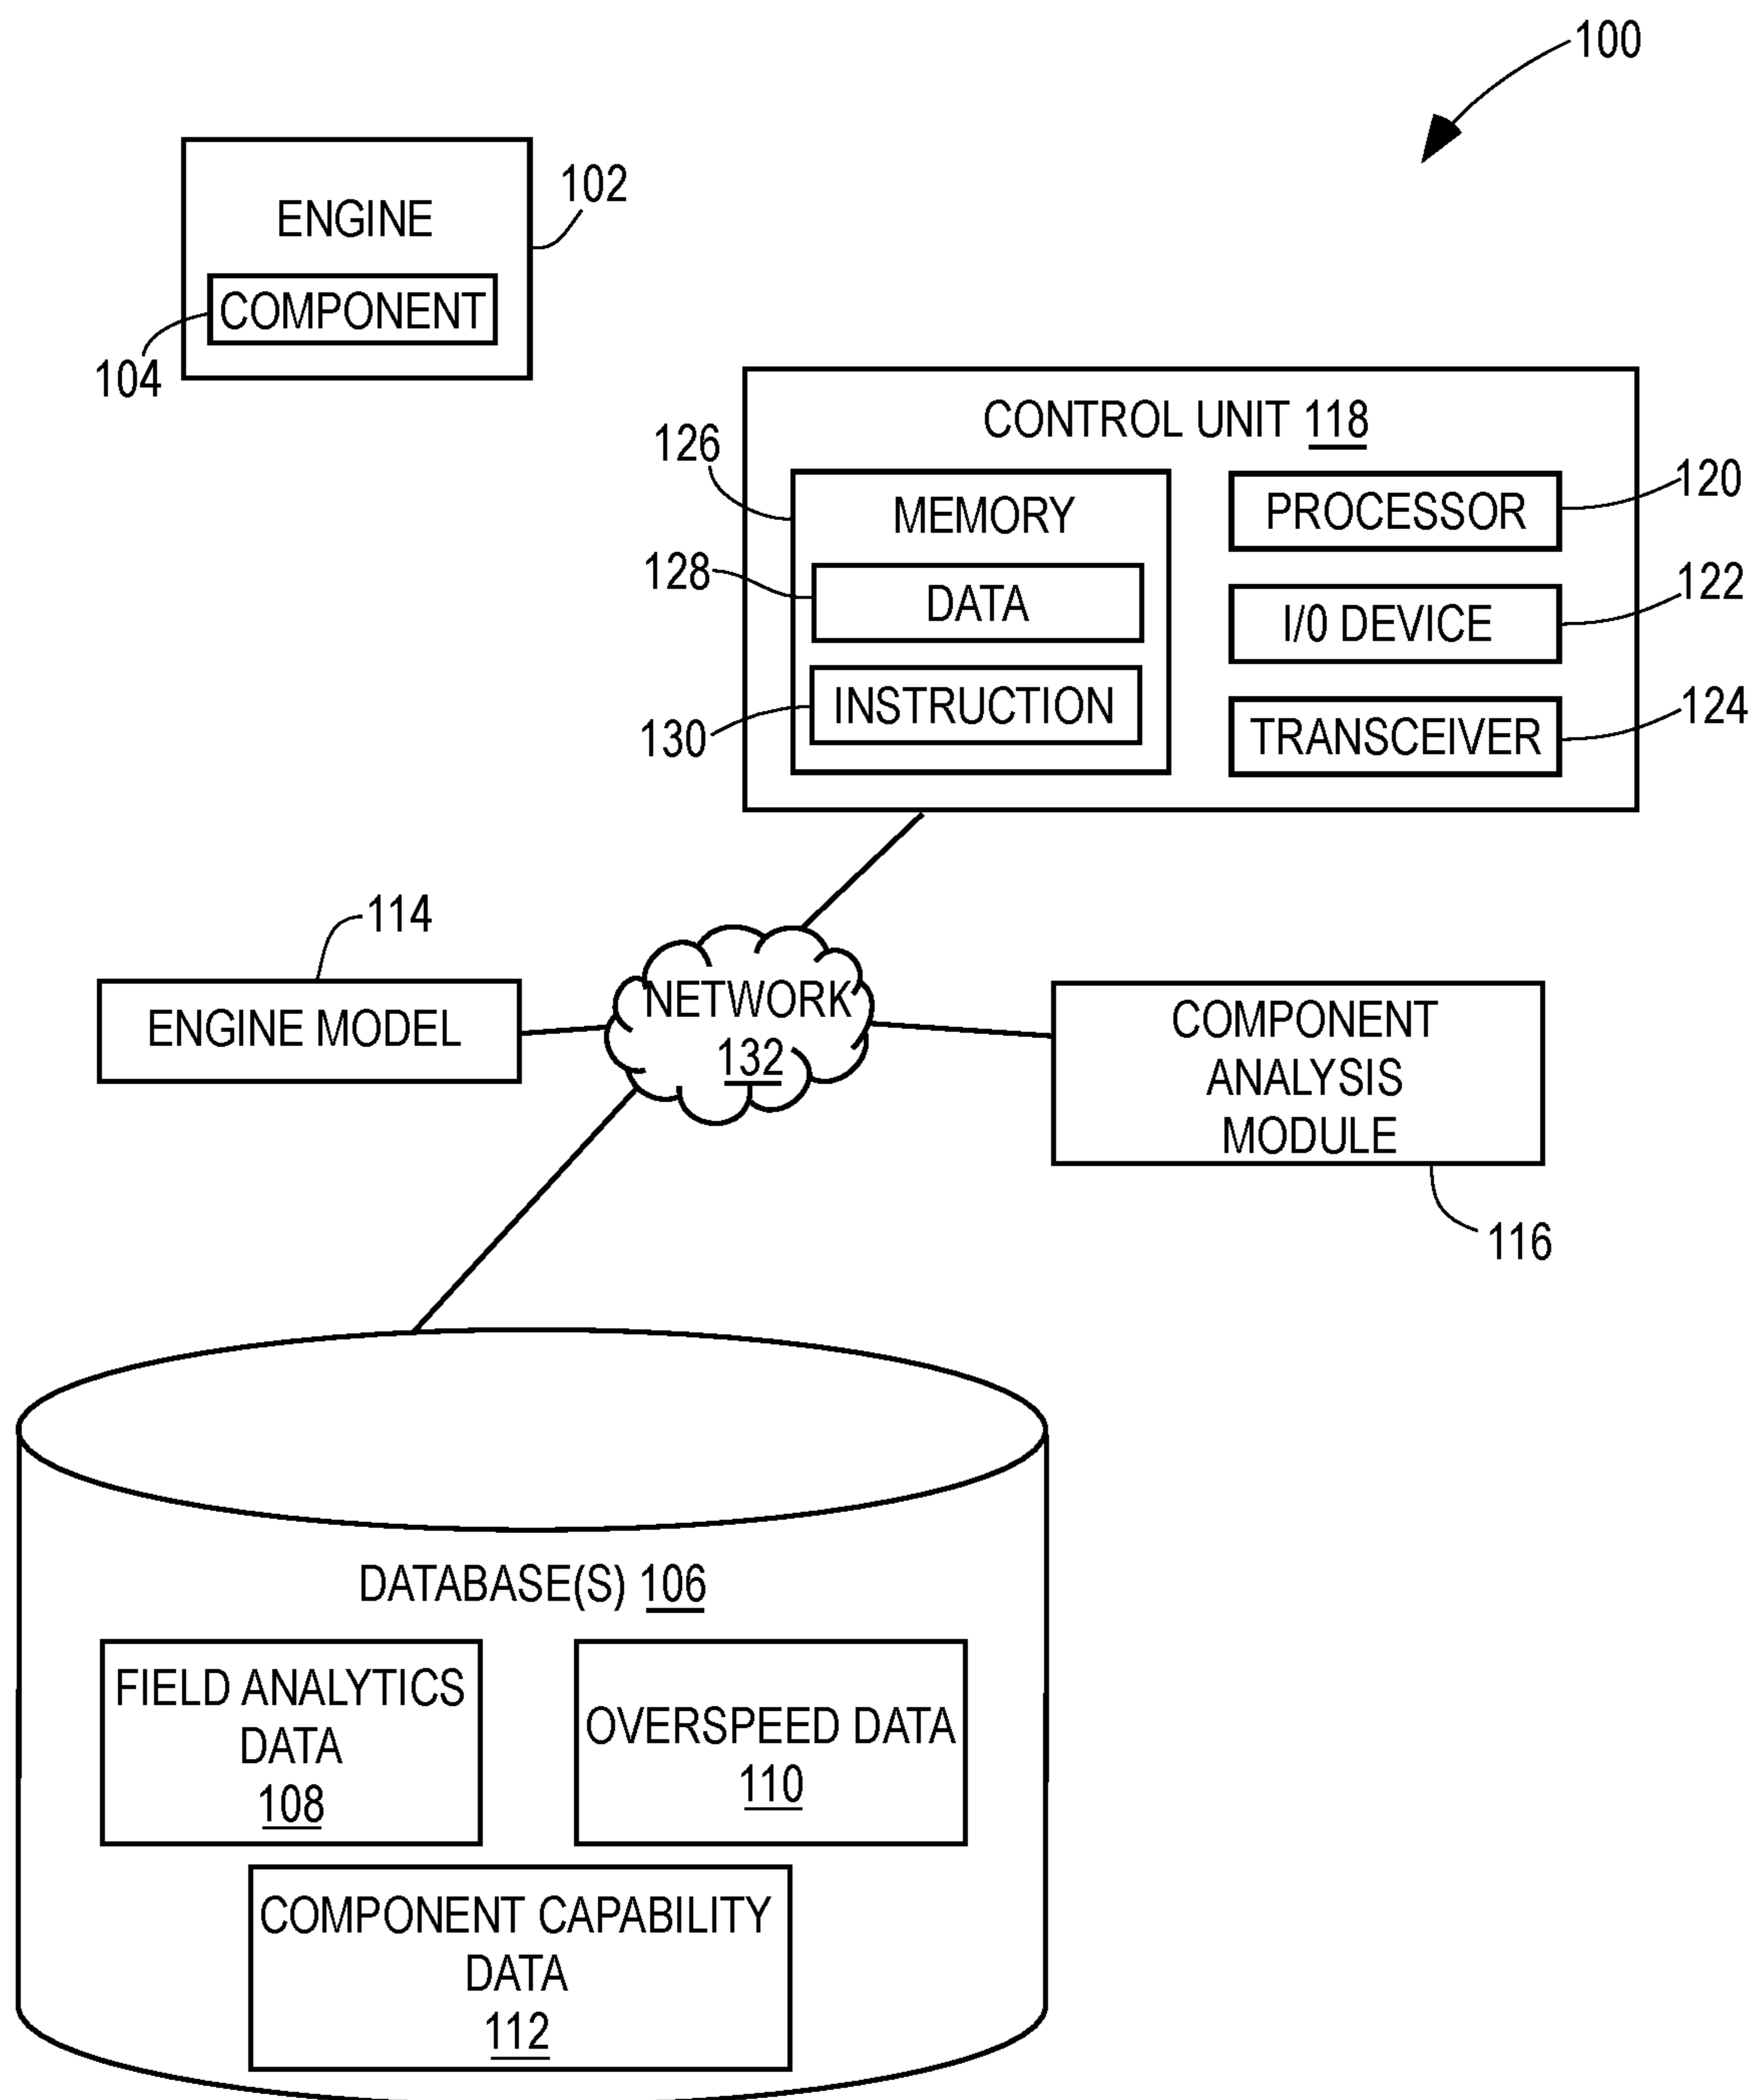 100
ENGINE
102
COMPONENT
104
CONTROL UNIT 118
126
MEMORY
PROCESSOR
120
128
DATA
I/0 DEVICE
122
INSTRUCTION
130
TRANSCEIVER
124
114
ENGINE MODEL
NETWORK
132
COMPONENT
ANALYSIS
MODULE
116
DATABASE(S) 106
FIELD ANALYTICS
DATA
108
OVERSPEED DATA
110
COMPONENT CAPABILITY
DATA
112